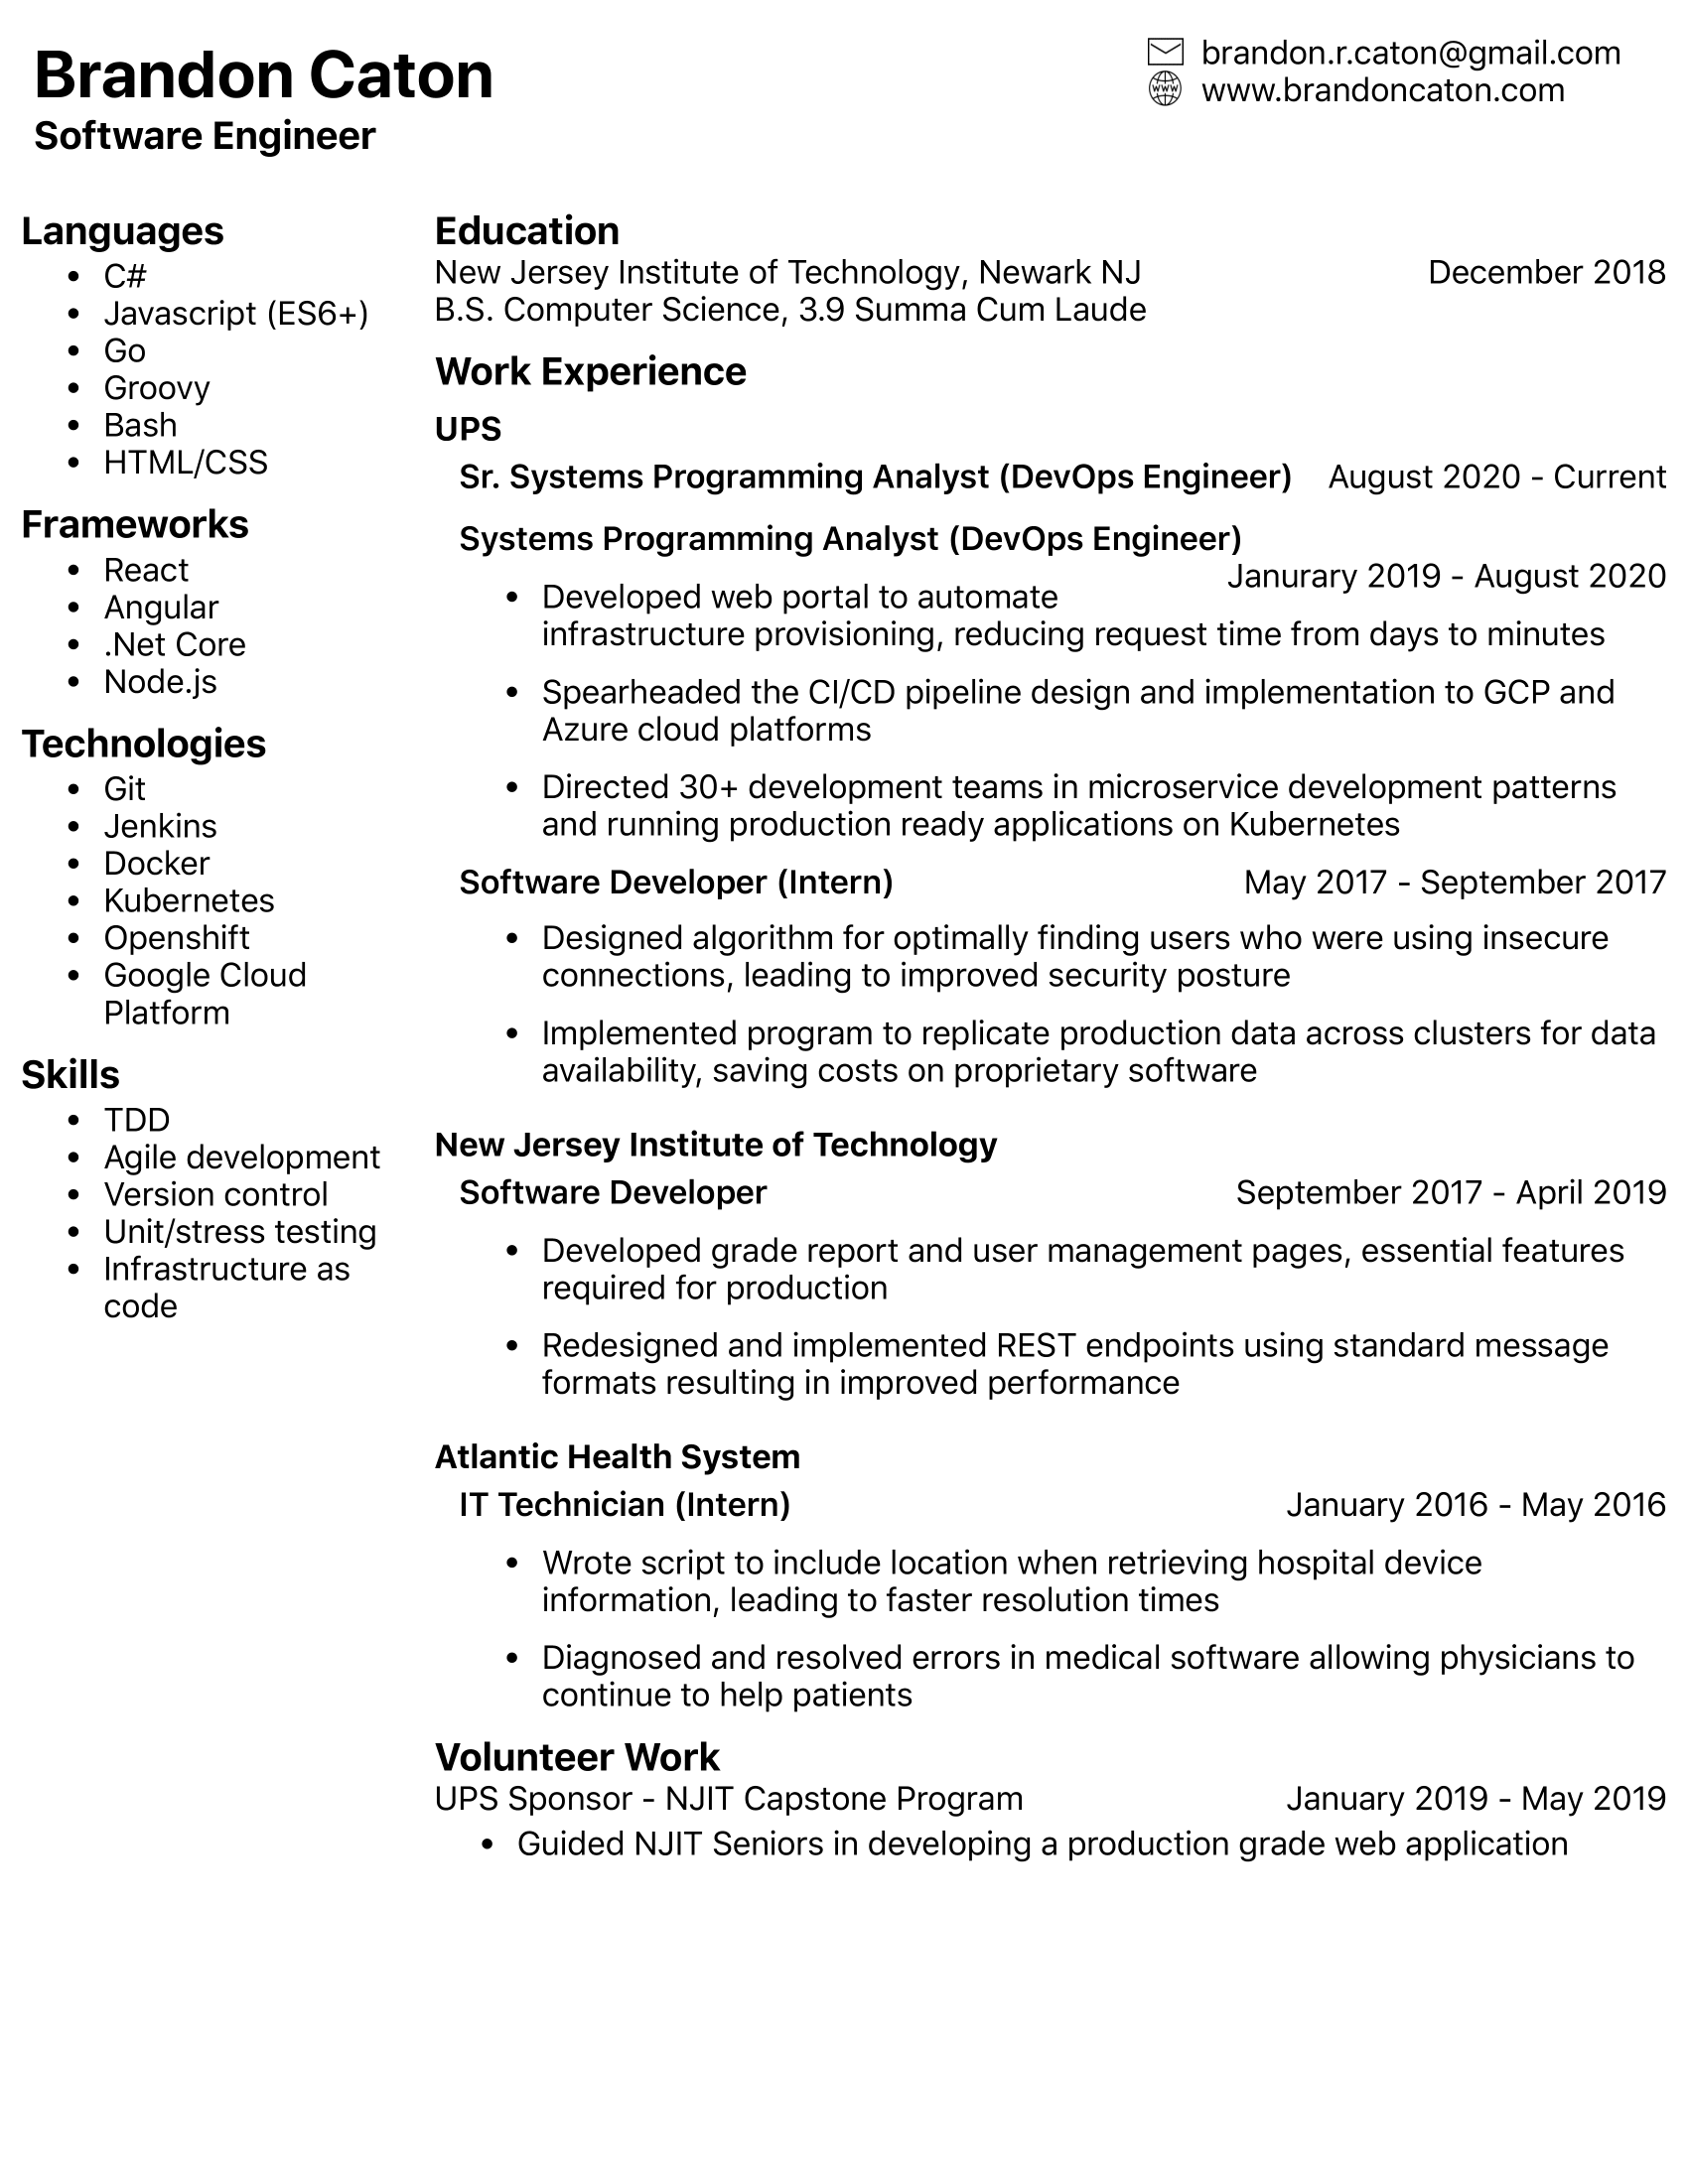 Brandon Caton
Software Engineer
brandon.r.caton@gmail.com
www.brandoncaton.com
Languages
• C#
• Javascript (ES6+)
• Go
• Groovy
• Bash
• HTML/CSS
Frameworks
• React
• Angular
• .Net Core
• Node.js
Technologies
• Git
• Jenkins
• Docker
• Kubernetes
• Openshift
• Google Cloud
Platform
Skills
• TDD
• Agile development
• Version control
• Unit/stress testing
• Infrastructure as
code
Education
New Jersey Institute of Technology, Newark NJ December 2018
B.S. Computer Science, 3.9 Summa Cum Laude
Work Experience
UPS
Sr. Systems Programming Analyst (DevOps Engineer) August 2020 - Current
Systems Programming Analyst (DevOps Engineer)
Janurary 2019 - August 2020
• Developed web portal to automate
infrastructure provisioning, reducing request time from days to minutes
• Spearheaded the CI/CD pipeline design and implementation to GCP and
Azure cloud platforms
• Directed 30+ development teams in microservice development patterns
and running production ready applications on Kubernetes
Software Developer (Intern) May 2017 - September 2017
• Designed algorithm for optimally finding users who were using insecure
connections, leading to improved security posture
• Implemented program to replicate production data across clusters for data
availability, saving costs on proprietary software
New Jersey Institute of Technology
Software Developer September 2017 - April 2019
• Developed grade report and user management pages, essential features
required for production
• Redesigned and implemented REST endpoints using standard message
formats resulting in improved performance
Atlantic Health System
IT Technician (Intern) January 2016 - May 2016
• Wrote script to include location when retrieving hospital device
information, leading to faster resolution times
• Diagnosed and resolved errors in medical software allowing physicians to
continue to help patients
Volunteer Work
UPS Sponsor - NJIT Capstone Program January 2019 - May 2019
• Guided NJIT Seniors in developing a production grade web application